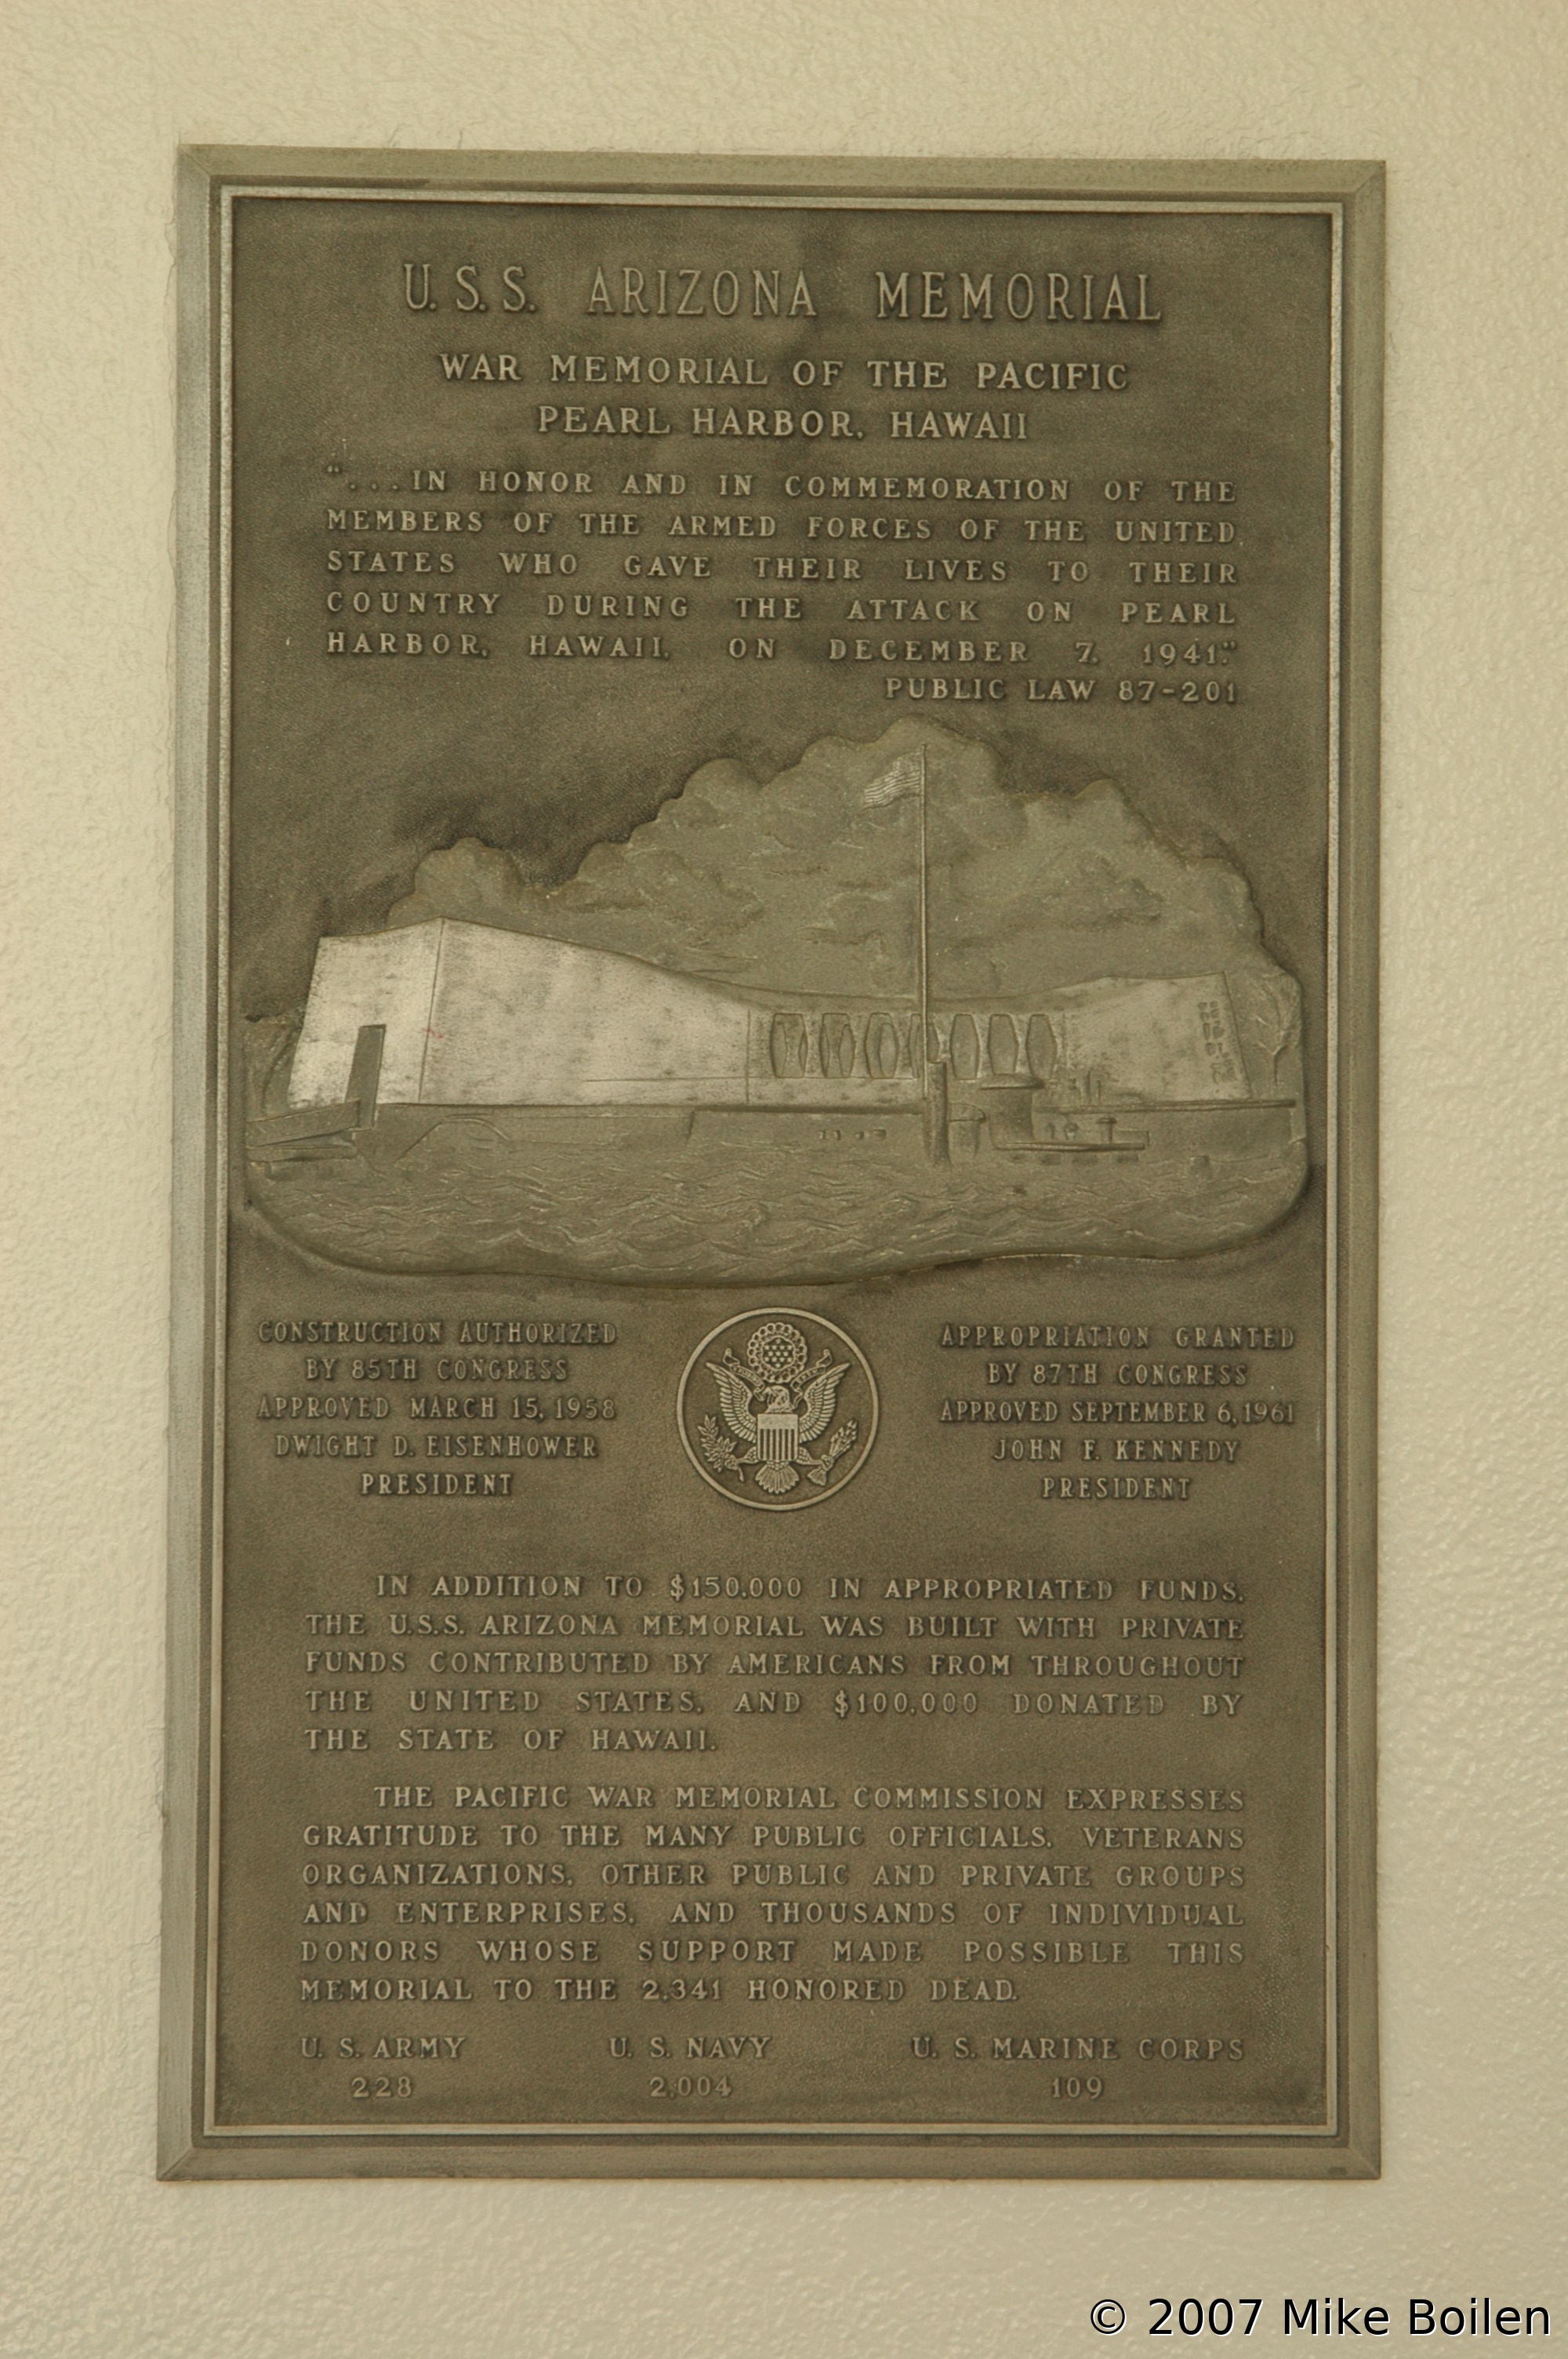 U.S.S. ARIZONA MEMORIAL
WAR MEMORIAL OF THE PACIFIC
PEARL HARBOR, HAWAII
“...IN HONOR AND IN COMMEMORATION OF THE
MEMBERS OF THE ARMED FORCES OF THE UNITED
STATES WHO GAVE THEIR LIVES TO THEIR
COUNTRY DURING THE ATTACK ON PEARL
HARBOR, HAWAII, ON DECEMBER 7, 1941.”
PUBLIC LAW 87-201
CONSTRUCTION AUTHORIZED
BY 85TH CONGRESS
APPROVED MARCH 15, 1958
DWIGHT D. EISENHOWER
PRESIDENT
APPROPRIATION GRANTED
BY 87TH CONGRESS
APPROVED SEPTEMBER 6, 1961
JOHN F. KENNEDY
PRESIDENT
IN ADDITION TO $150,000 IN APPROPRIATED FUNDS,
THE U.S.S. ARIZONA MEMORIAL WAS BUILT WITH PRIVATE
FUNDS CONTRIBUTED BY AMERICANS FROM THROUGHOUT
THE UNITED STATES, AND $100,000 DONATED BY
THE STATE OF HAWAII.
THE PACIFIC WAR MEMORIAL COMMISSION EXPRESSES
GRATITUDE TO THE MANY PUBLIC OFFICIALS, VETERANS
ORGANIZATIONS, OTHER PUBLIC AND PRIVATE GROUPS
AND ENTERPRISES, AND THOUSANDS OF INDIVIDUAL
DONORS WHOSE SUPPORT MADE POSSIBLE THIS
MEMORIAL TO THE 2,341 HONORED DEAD.
U. S. ARMY U. S. NAVY U. S. MARINE CORPS
228 2,004 109
© 2007 Mike Boilen